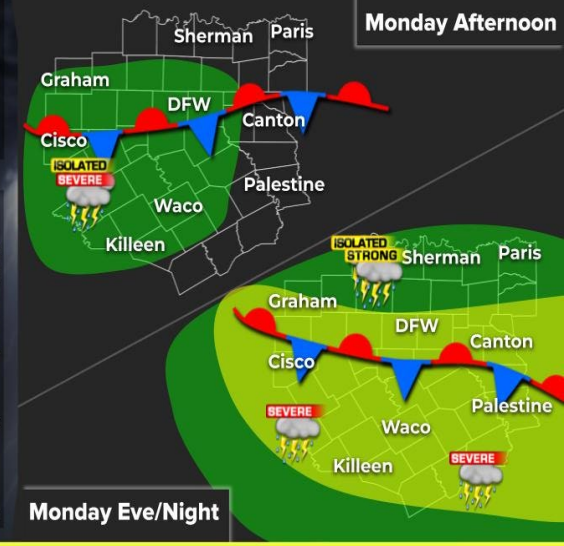 Monday Afternoon
Sherman
Paris
Graham
DFW
Canton
Cisco
ISOLATED
SEVERE
Palestine
Waco
Killeen
ISOLATED
STRONG
Sherman
Paris
Graham
DFW
Canton
Cisco
Palestine
SEVERE
Waco
Killeen
SEVERE
Monday Eve/Night